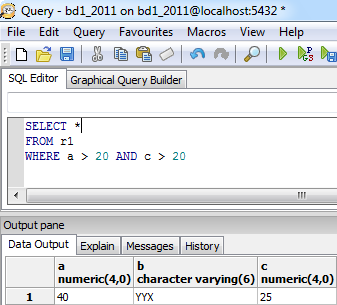 Query - bd1_2011 on bd1_2011@localhost:5432 *
File Edit Query Favourites Macros View Help
SQL Editor Graphical Query Builder
SELECT *
FROM r1
WHERE a > 20 AND c > 20
Output pane
Data Output Explain Messages History
a b c
numeric(4,0) character varying(6) numeric(4,0)
1 40 YYX 25